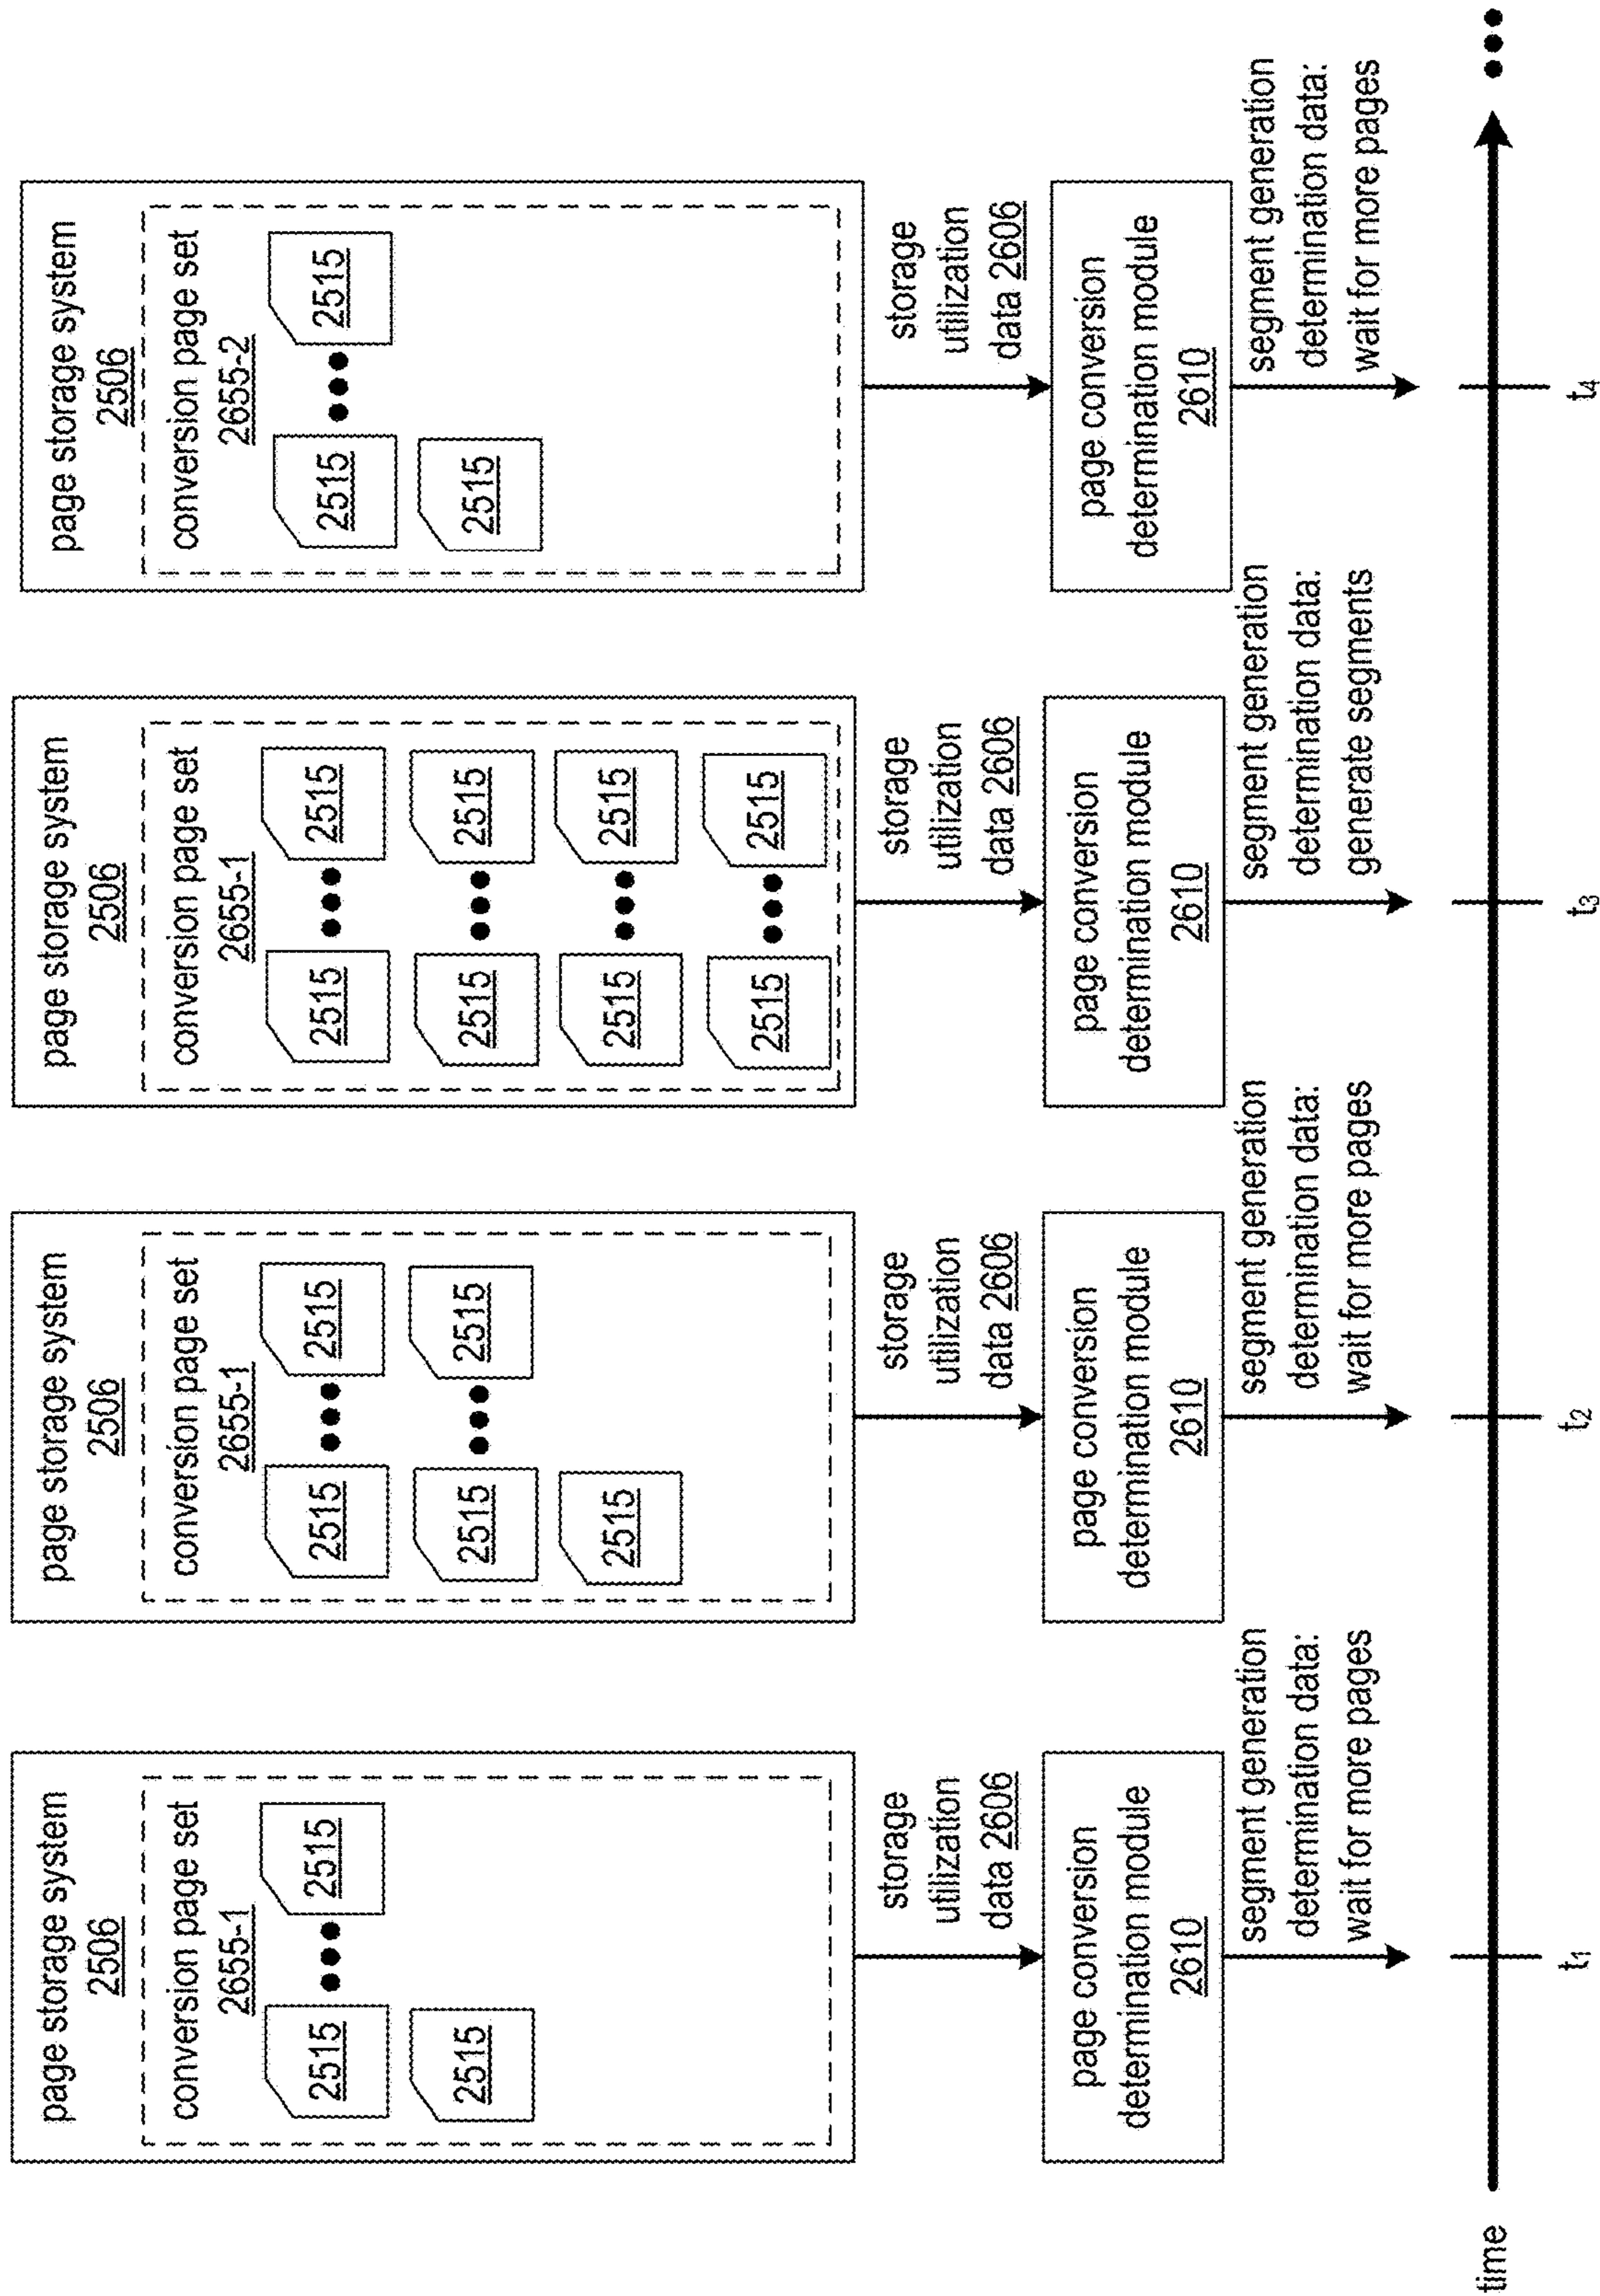 page storage system
2506
conversion page set
2655-1
2515 ••• 2515
2515
storage
utilization
data 2606
page conversion
determination module
2610
segment generation
determination data:
wait for more pages
t1
page storage system
2506
conversion page set
2655-1
2515 ••• 2515
2515 ••• 2515
2515
storage
utilization
data 2606
page conversion
determination module
2610
segment generation
determination data:
wait for more pages
t2
page storage system
2506
conversion page set
2655-1
2515 ••• 2515
2515 ••• 2515
2515 ••• 2515
2515 ••• 2515
storage
utilization
data 2606
page conversion
determination module
2610
segment generation
determination data:
generate segments
t3
page storage system
2506
conversion page set
2655-2
2515 ••• 2515
2515
storage
utilization
data 2606
page conversion
determination module
2610
segment generation
determination data:
wait for more pages
t4
time •••